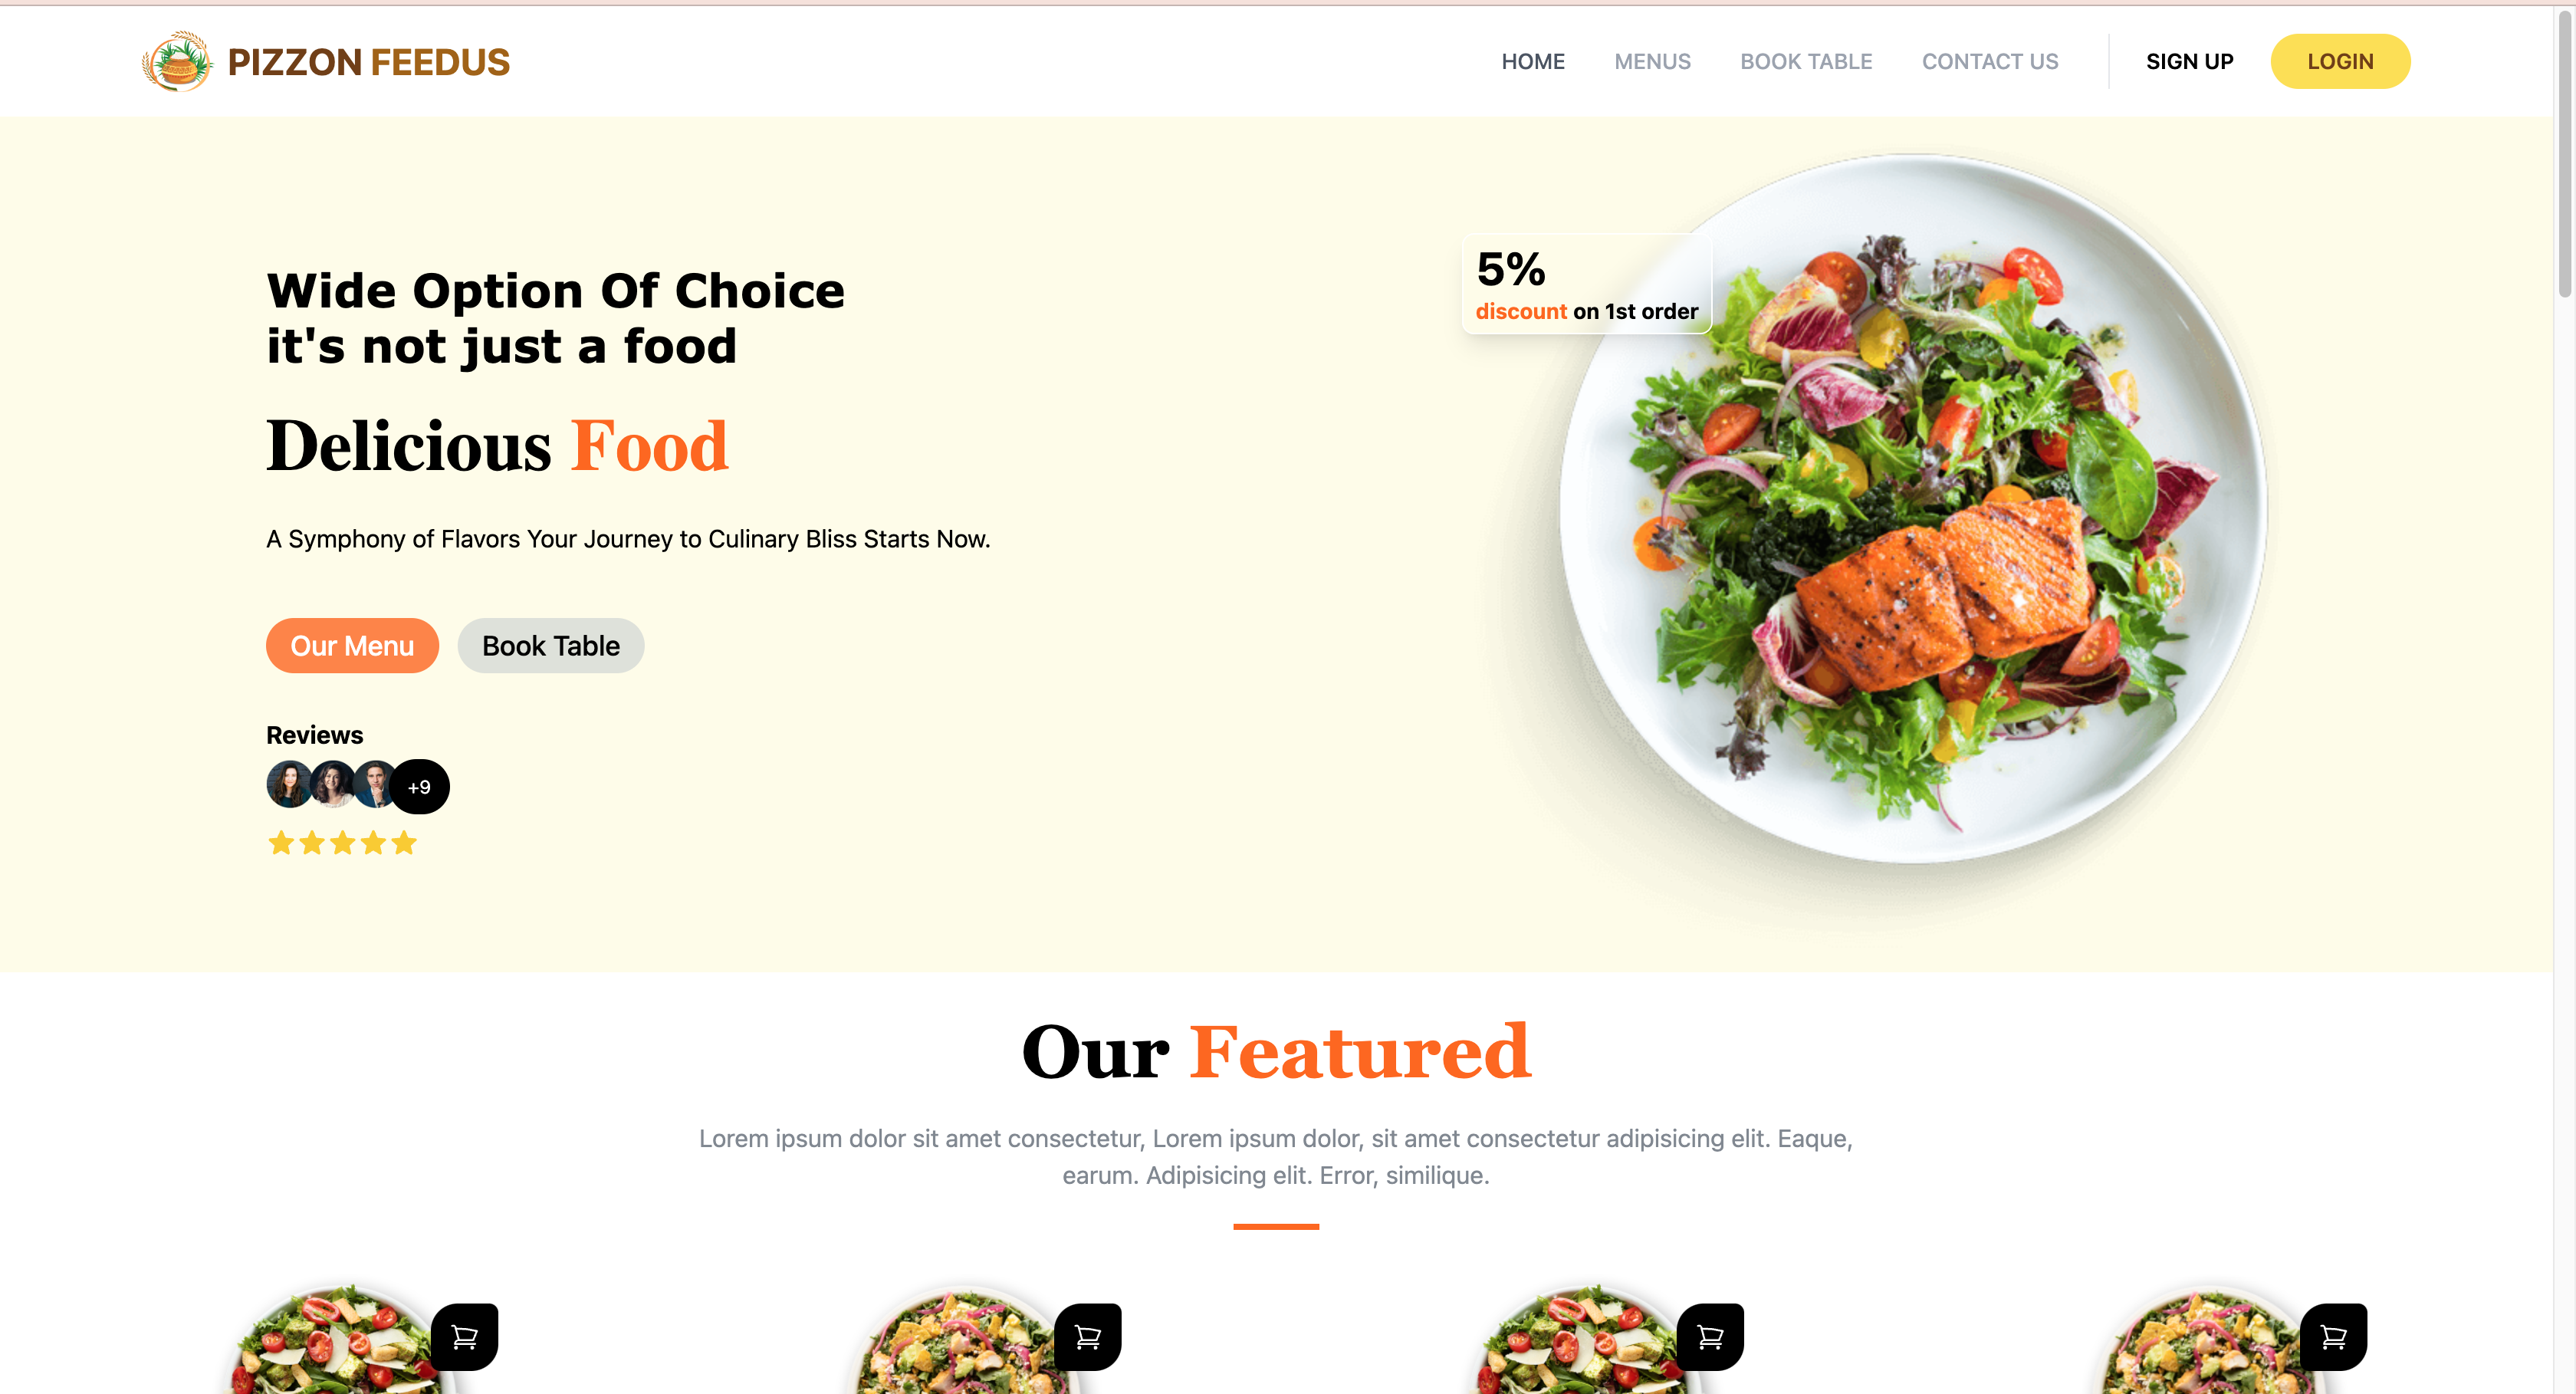 PIZZON FEEDUS
HOME MENUS BOOK TABLE CONTACT US SIGN UP LOGIN
Wide Option Of Choice
it's not just a food
Delicious Food
A Symphony of Flavors Your Journey to Culinary Bliss Starts Now.
Our Menu Book Table
Reviews
+9
5%
discount on 1st order
Our Featured
Lorem ipsum dolor sit amet consectetur, Lorem ipsum dolor, sit amet consectetur adipisicing elit. Eaque,
earum. Adipisicing elit. Error, similique.